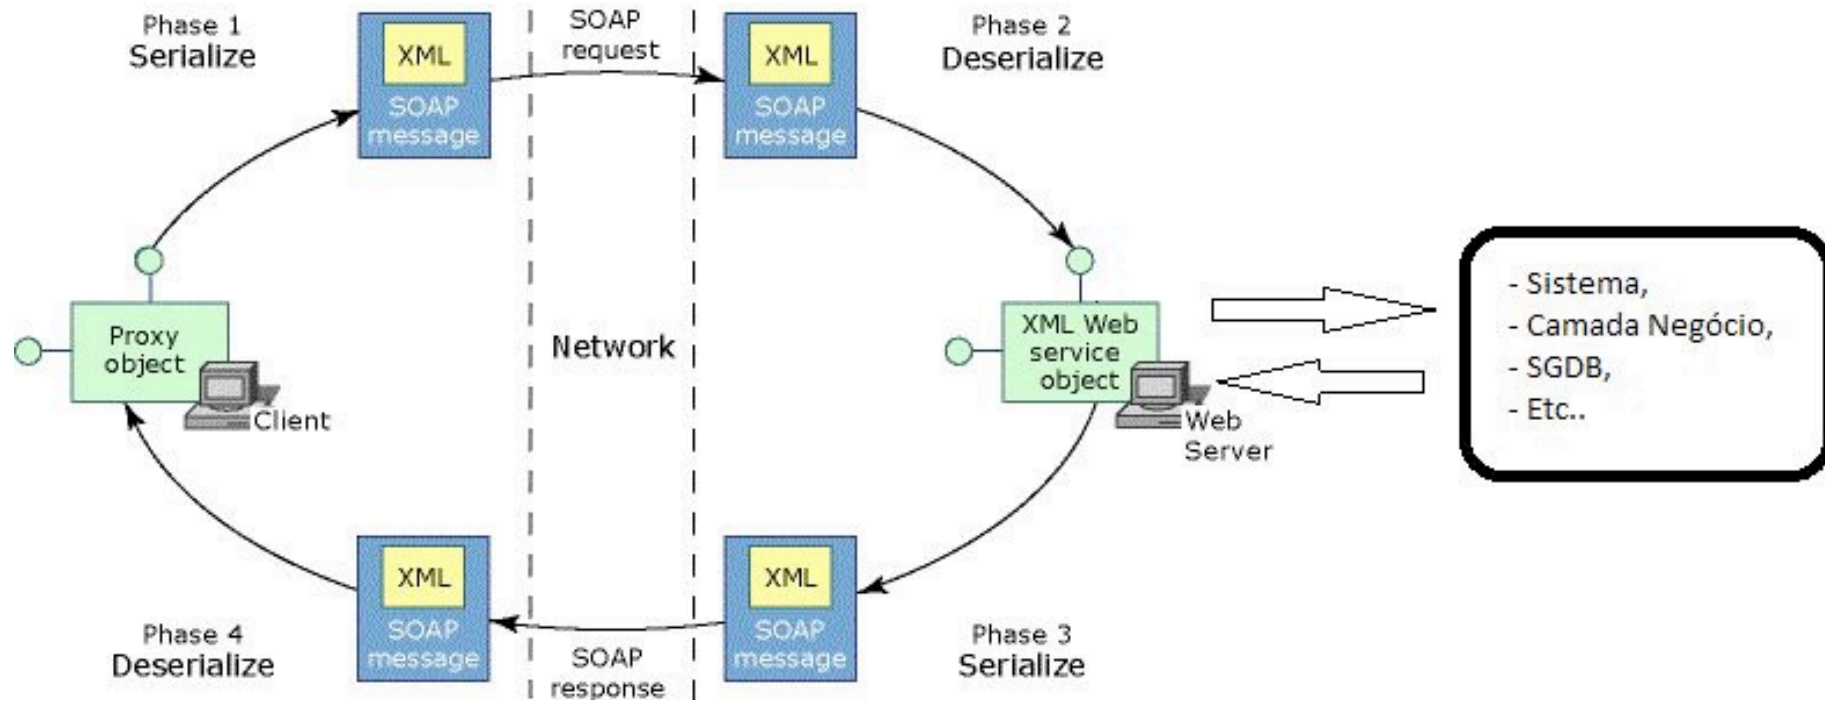 Phase 1
Serialize
XML
SOAP
message
SOAP
request
XML
SOAP
message
Phase 2
Deserialize
Proxy
object
Client
Network
XML Web
service
object
Web
Server
- Sistema,
- Camada Negócio,
- SGDB,
- Etc..
Phase 4
Deserialize
XML
SOAP
message
SOAP
response
XML
SOAP
message
Phase 3
Serialize